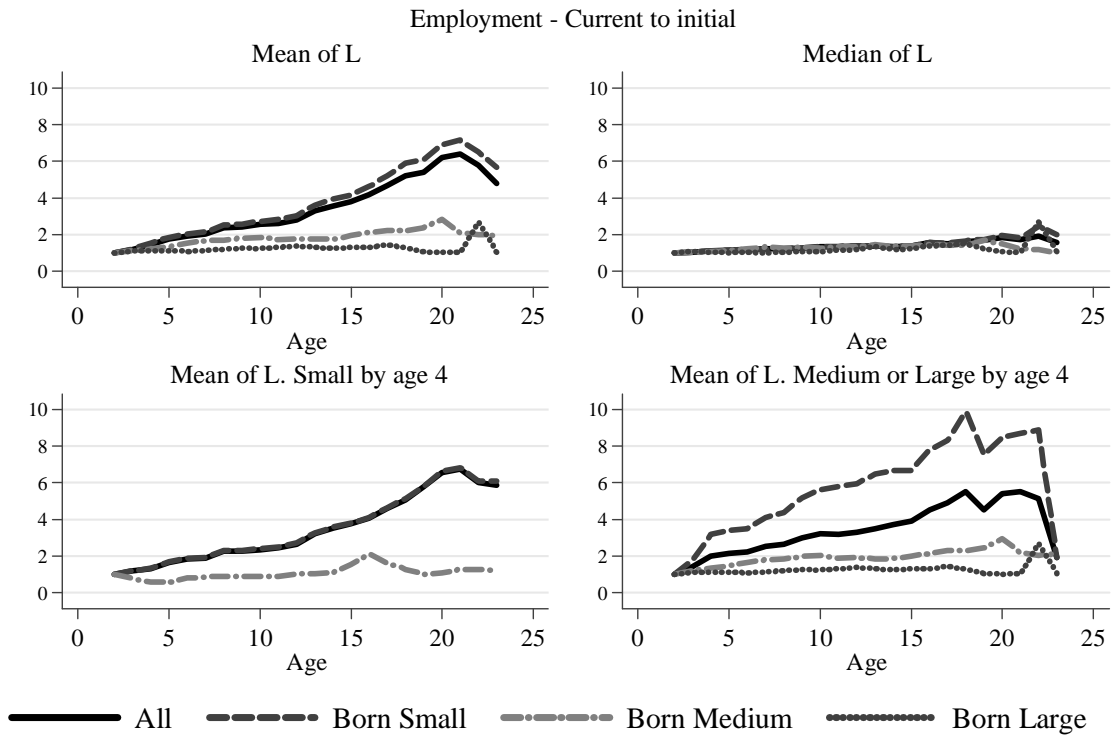 Employment - Current to initial
Mean of L
10
8
6
4
2
0
0 5 10 15 20 25
Age
Median of L
10
8
6
4
2
0
0 5 10 15 20 25
Age
Mean of L. Small by age 4
10
8
6
4
2
0
0 5 10 15 20 25
Age
Mean of L. Medium or Large by age 4
10
8
6
4
2
0
0 5 10 15 20 25
Age
All Born Small Born Medium Born Large